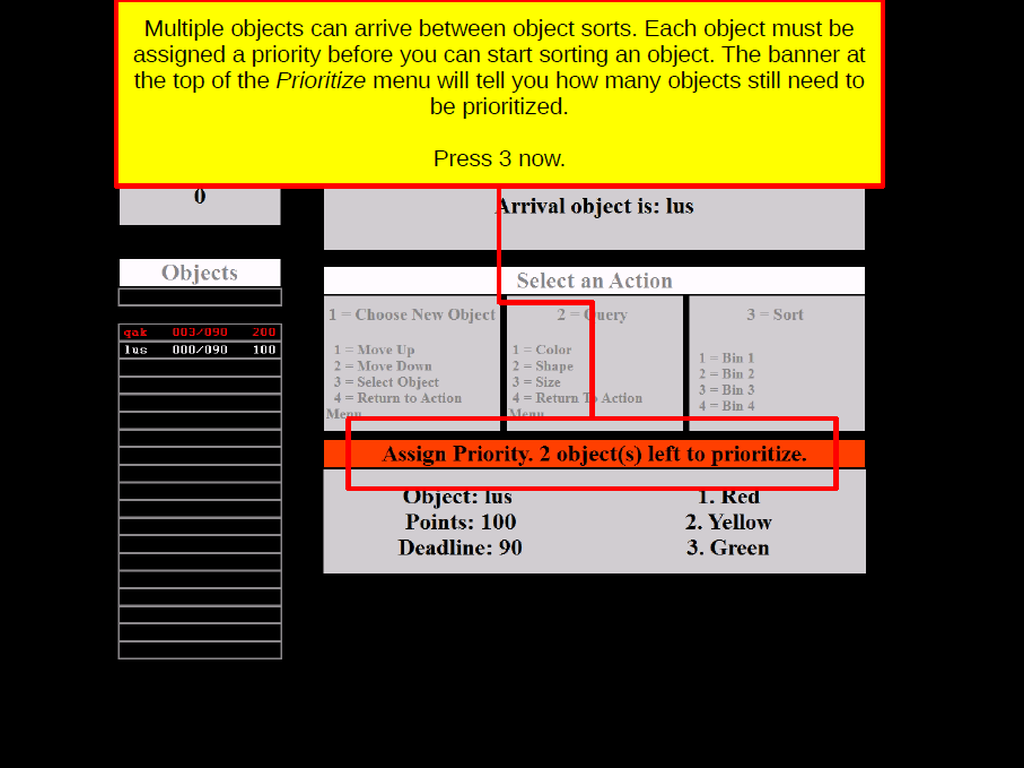 Multiple objects can arrive between object sorts. Each object must be
assigned a priority before you can start sorting an object. The banner at
the top of the Prioritize menu will tell you how many objects still need to
be prioritized.
Press 3 now.
0
Arrival object is: lus
Objects
qak 003/090 200
lus 000/090 100
Select an Action
1 = Choose New Object
1 = Move Up
2 = Move Down
3 = Select Object
4 = Return to Action
Menu
2 = Query
1 = Color
2 = Shape
3 = Size
4 = Return To Action
Menu
3 = Sort
1 = Bin 1
2 = Bin 2
3 = Bin 3
4 = Bin 4
Assign Priority. 2 object(s) left to prioritize.
Object: lus
Points: 100
Deadline: 90
1. Red
2. Yellow
3. Green